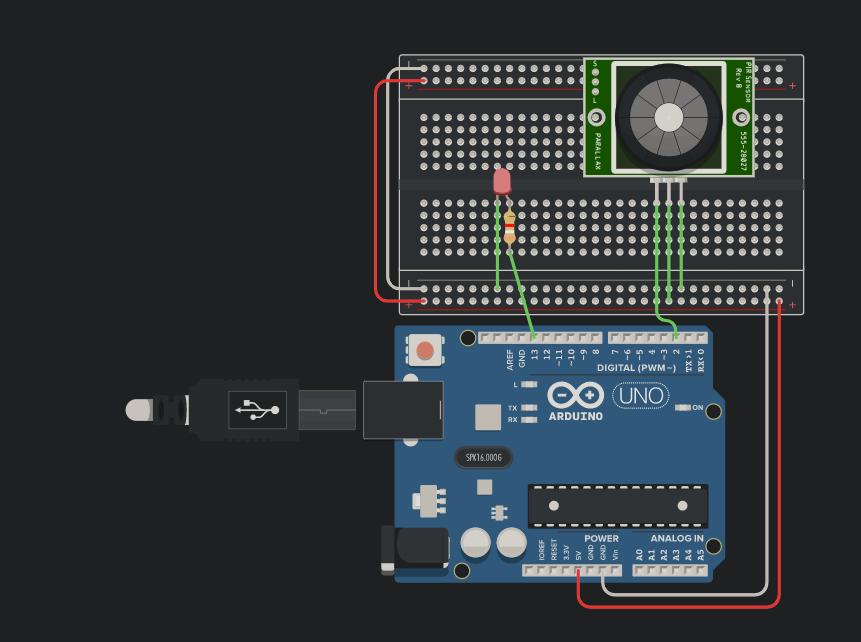 S
L
PIR SENSOR
Rev B
PARALLAX
555-28027
- -
+ +
- -
+ +
AREF
GND
13
12
~11
~10
~9
8
7
~6
~5
4
~3
2
TX›1
RX‹0
DIGITAL (PWM~)
L
TX
RX
ARDUINO
UNO
ON
SPK16.000G
POWER
ANALOG IN
IOREF
RESET
3.3V
5V
GND
GND
Vin
A0
A1
A2
A3
A4
A5